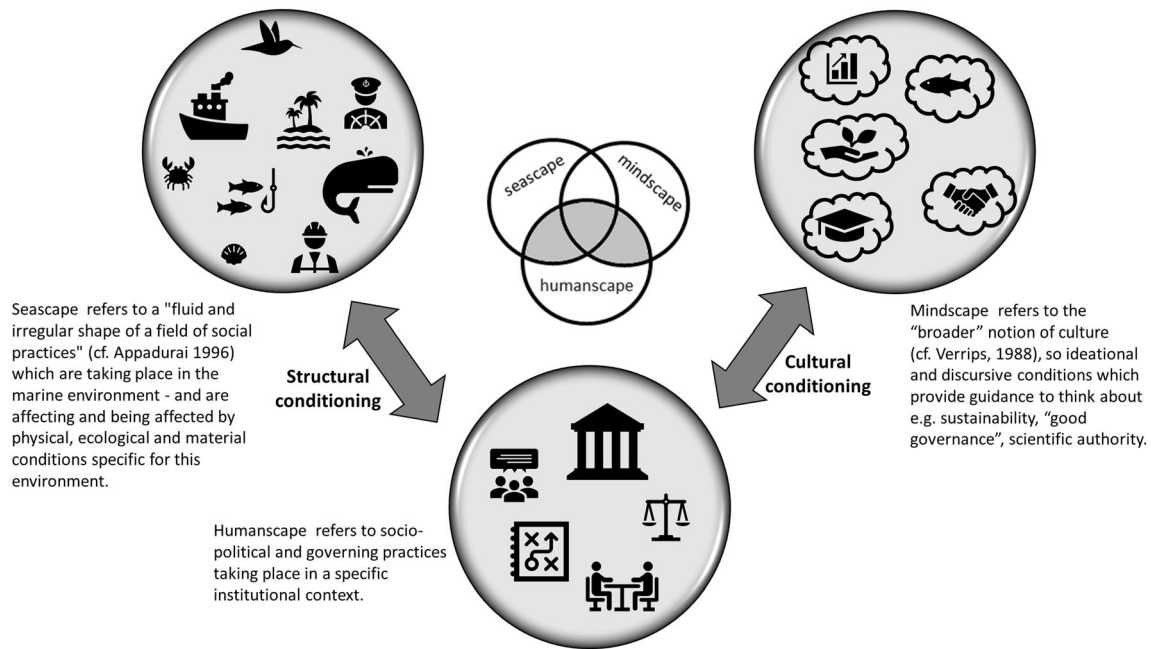 seascape
mindscape
humanscape
Seascape refers to a "fluid and
irregular shape of a field of social
practices" (cf. Appadurai 1996)
which are taking place in the
marine environment - and are
affecting and being affected by
physical, ecological and material
conditions specific for this
environment.
Structural
conditioning
Cultural
conditioning
Mindscape refers to the
“broader” notion of culture
(cf. Verrips, 1988), so ideational
and discursive conditions which
provide guidance to think about
e.g. sustainability, “good
governance”, scientific authority.
Humanscape refers to socio-
political and governing practices
taking place in a specific
institutional context.